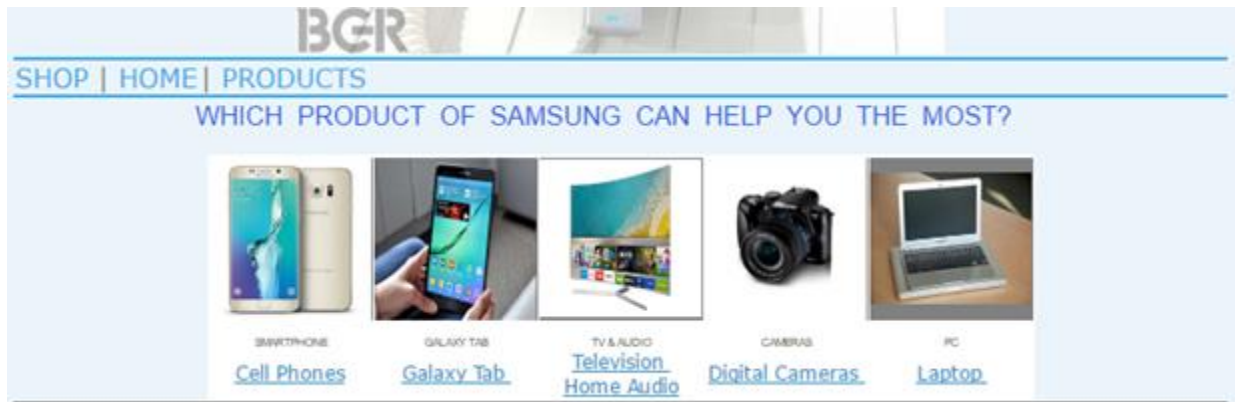 BGR
SHOP | HOME | PRODUCTS
WHICH PRODUCT OF SAMSUNG CAN HELP YOU THE MOST?
SMARTPHONE
GALAXY TAB
TV & AUDIO
CAMERAS
PC
Cell Phones
Galaxy Tab
Television
Home Audio
Digital Cameras
Laptop